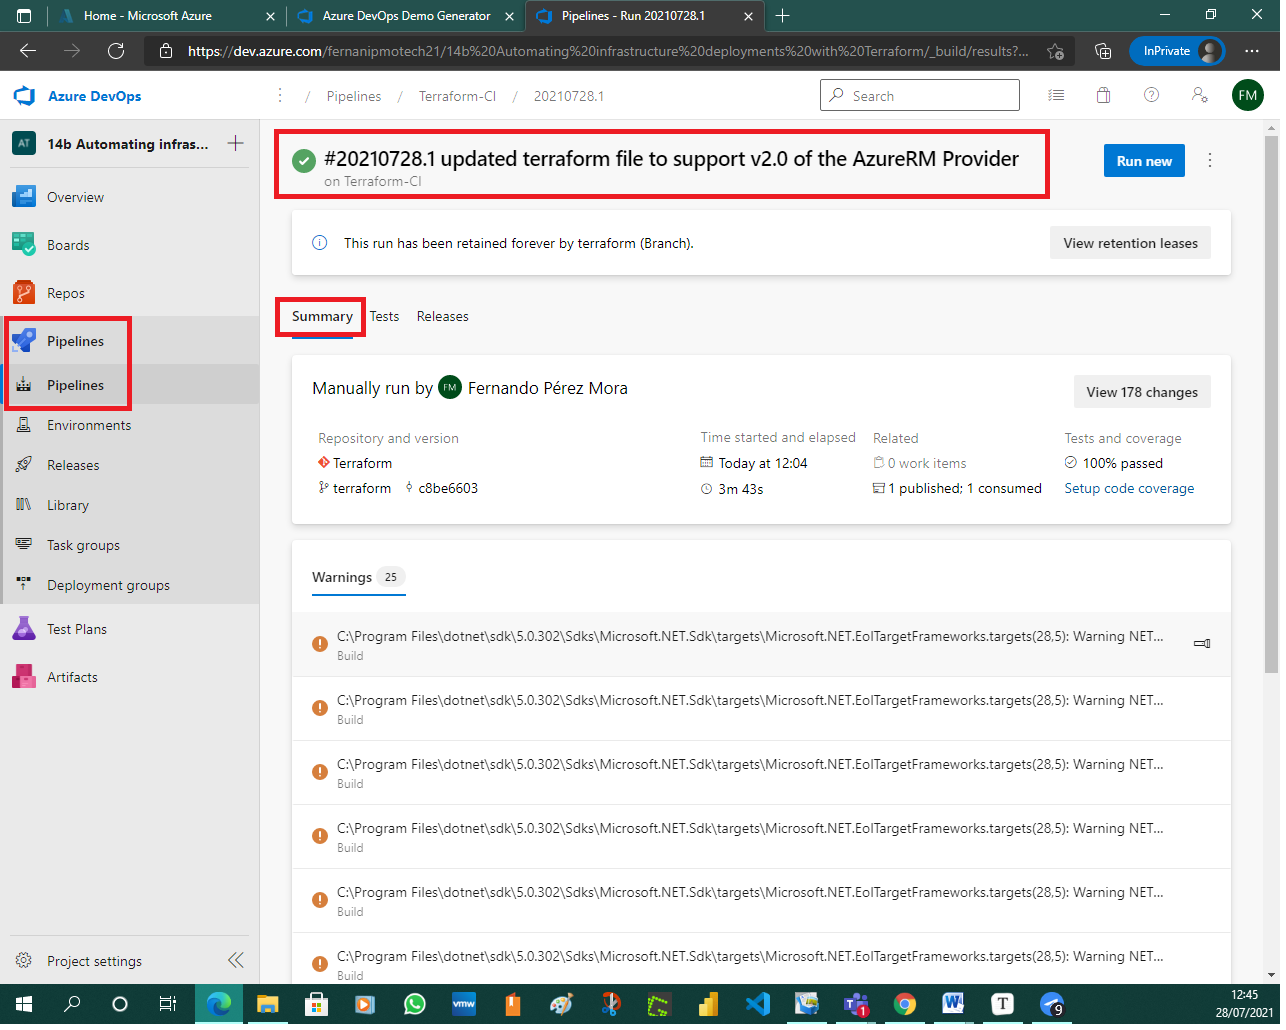 Home - Microsoft Azure
Azure DevOps Demo Generator
Pipelines - Run 20210728.1
https://dev.azure.com/fernanipmotech21/14b%20Automating%20infrastructure%20deployments%20with%20Terraform/_build/results?...
InPrivate
Azure DevOps
/ Pipelines / Terraform-CI / 20210728.1
Search
FM
AT
14b Automating infras...
Overview
Boards
Repos
Pipelines
Pipelines
Environments
Releases
Library
Task groups
Deployment groups
Test Plans
Artifacts
Project settings
#20210728.1 updated terraform file to support v2.0 of the AzureRM Provider
on Terraform-CI
Run new
This run has been retained forever by terraform (Branch).
View retention leases
Summary
Tests
Releases
Manually run by FM Fernando Pérez Mora
View 178 changes
Repository and version
Terraform
terraform c8be6603
Time started and elapsed
Today at 12:04
3m 43s
Related
0 work items
1 published; 1 consumed
Tests and coverage
100% passed
Setup code coverage
Warnings 25
C:\Program Files\dotnet\sdk\5.0.302\Sdks\Microsoft.NET.Sdk\targets\Microsoft.NET.EolTargetFrameworks.targets(28,5): Warning NET...
Build
C:\Program Files\dotnet\sdk\5.0.302\Sdks\Microsoft.NET.Sdk\targets\Microsoft.NET.EolTargetFrameworks.targets(28,5): Warning NET...
Build
C:\Program Files\dotnet\sdk\5.0.302\Sdks\Microsoft.NET.Sdk\targets\Microsoft.NET.EolTargetFrameworks.targets(28,5): Warning NET...
Build
C:\Program Files\dotnet\sdk\5.0.302\Sdks\Microsoft.NET.Sdk\targets\Microsoft.NET.EolTargetFrameworks.targets(28,5): Warning NET...
Build
C:\Program Files\dotnet\sdk\5.0.302\Sdks\Microsoft.NET.Sdk\targets\Microsoft.NET.EolTargetFrameworks.targets(28,5): Warning NET...
Build
C:\Program Files\dotnet\sdk\5.0.302\Sdks\Microsoft.NET.Sdk\targets\Microsoft.NET.EolTargetFrameworks.targets(28,5): Warning NET...
Build
vmw
1
W
T
9
12:45
28/07/2021